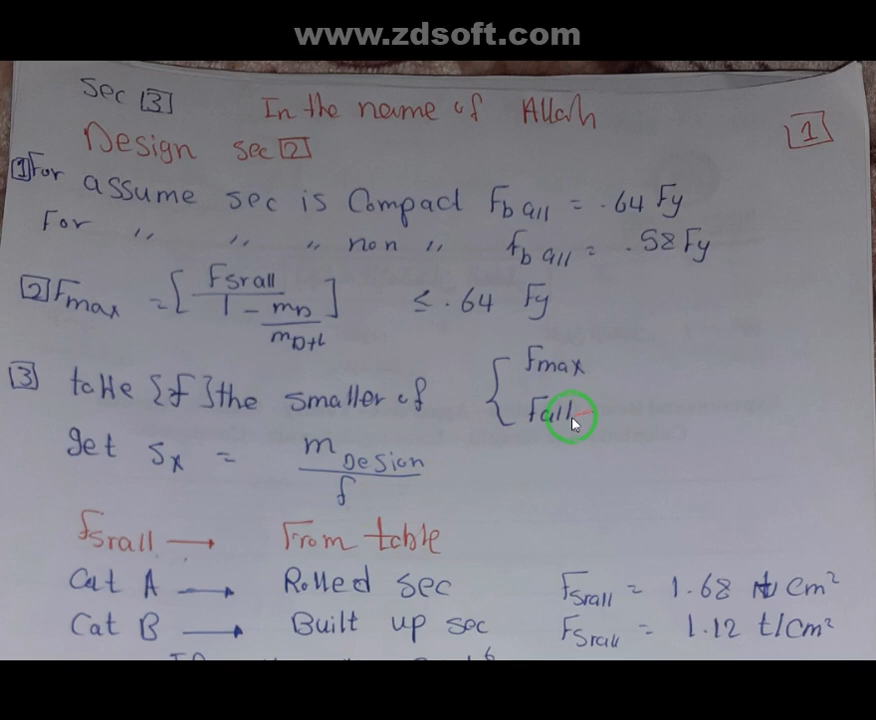 www.zdsoft.com
Sec [3] In the name of Allah
[1]
Design sec [2]
[1] For assume sec is Compact Fb all = .64 Fy
For " " " non " fb all = .58 Fy
[2] Fmax = [ Fsrall / 1 - mD / mD+L ] ≤ .64 Fy
[3] take {f} the smaller of { Fmax
Fall
get Sx = m Design / f
fsrall → From table
Cat A → Rolled sec Fsrall = 1.68 t/cm²
Cat B → Built up sec Fsrall = 1.12 t/cm²